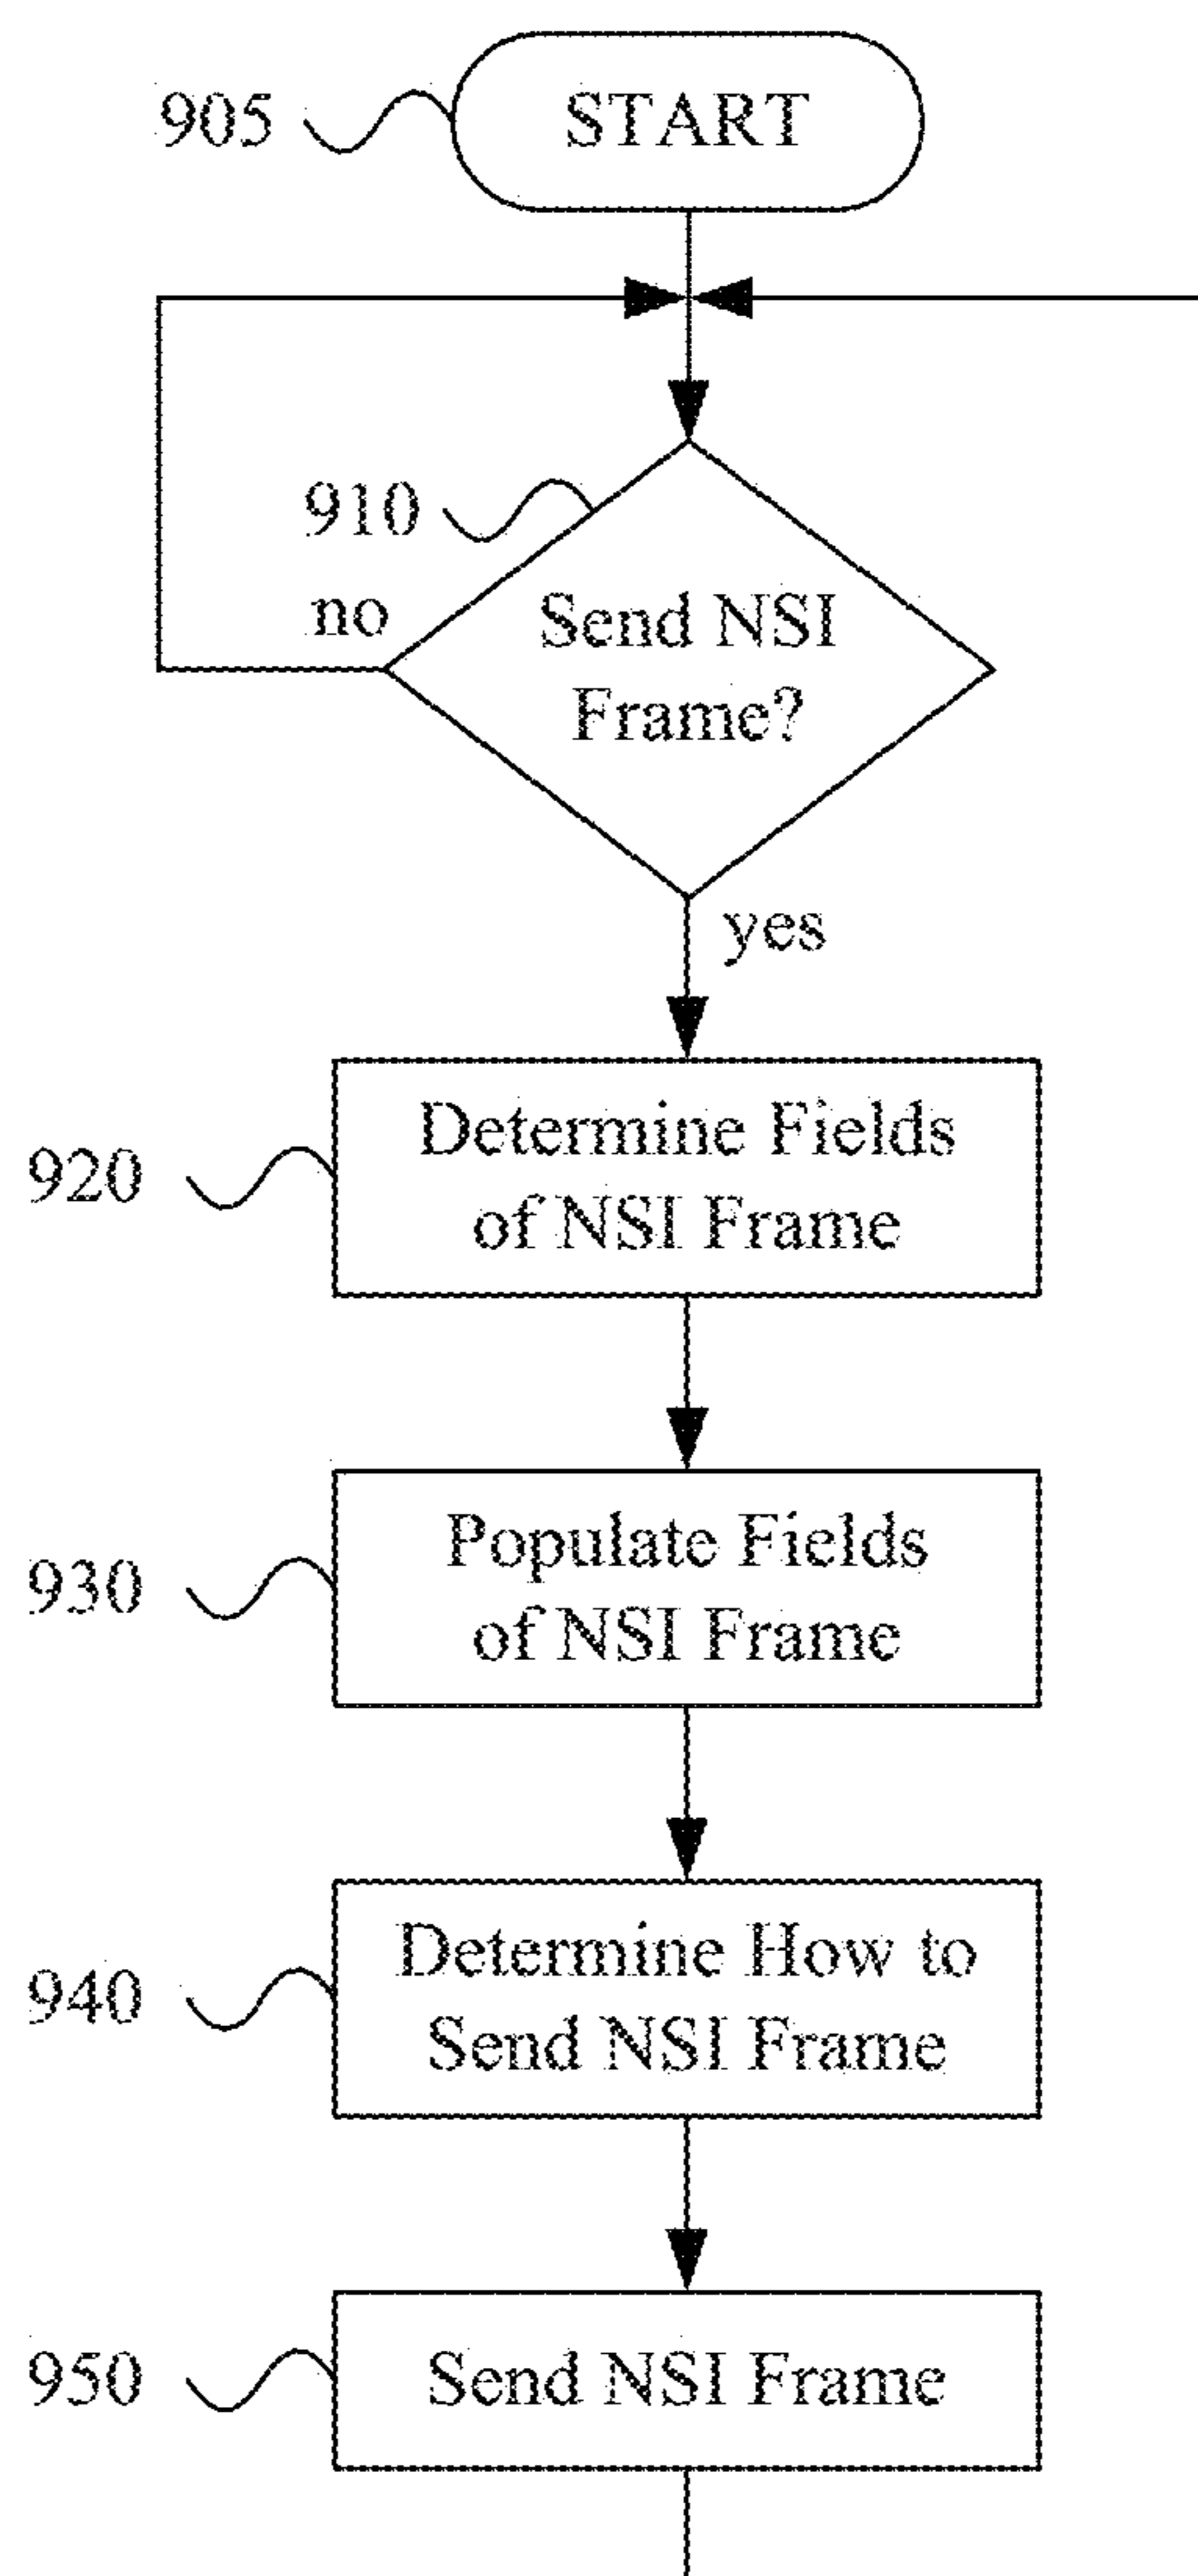 905
START
910
no
Send NSI
Frame?
yes
920
Determine Fields
of NSI Frame
930
Populate Fields
of NSI Frame
940
Determine How to
Send NSI Frame
950
Send NSI Frame